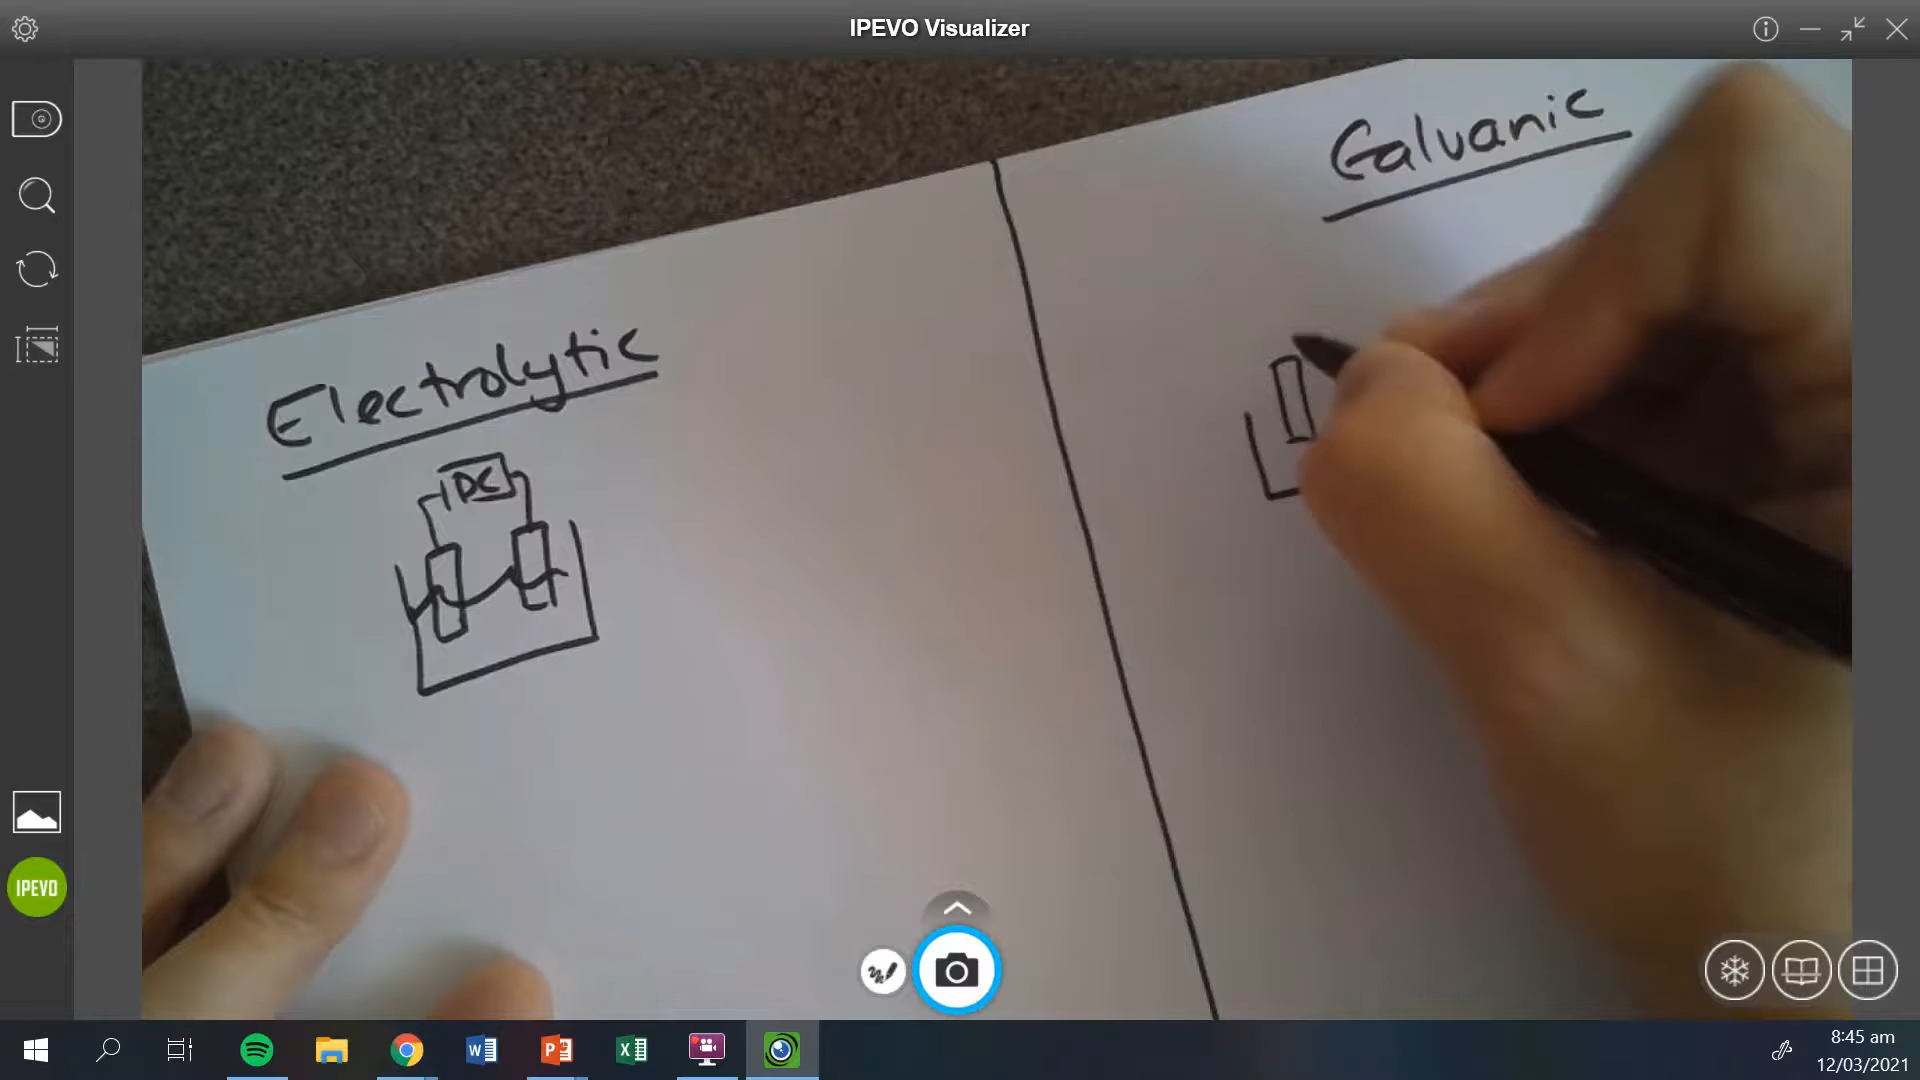 IPEVO Visualizer
Galvanic
Electrolytic
DC
IPEVO
8:45 am
12/03/2021